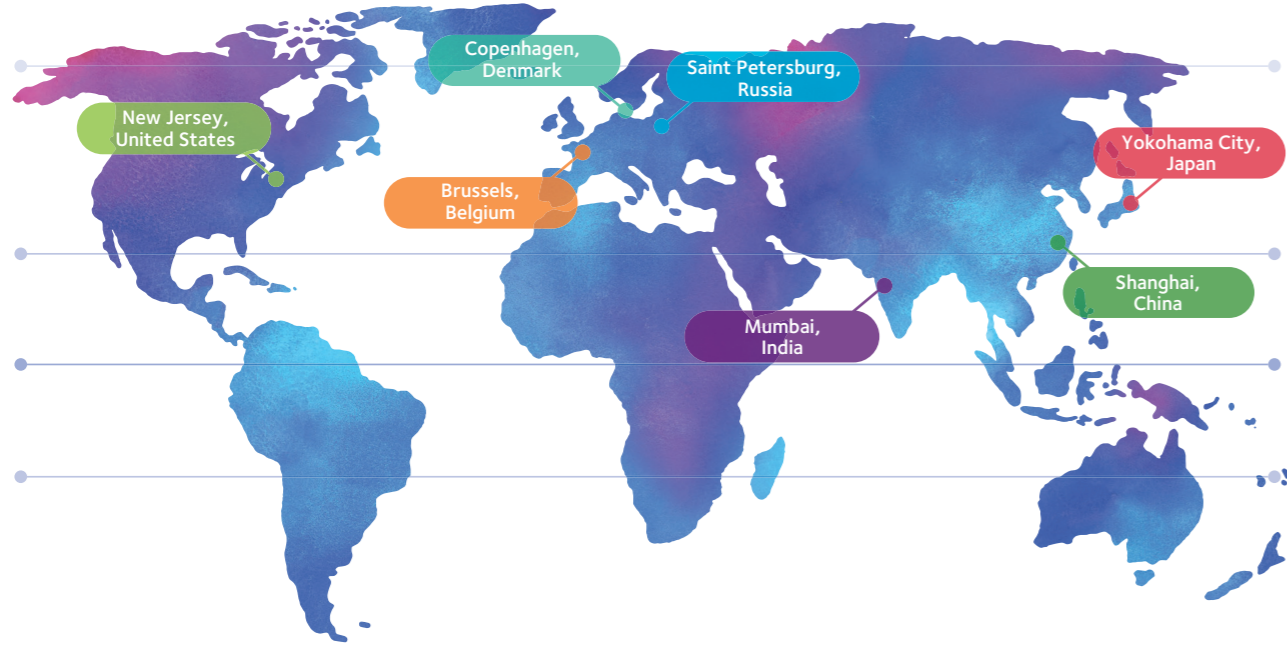 Copenhagen,
Denmark
Saint Petersburg,
Russia
New Jersey,
United States
Yokohama City,
Japan
Brussels,
Belgium
Shanghai,
China
Mumbai,
India